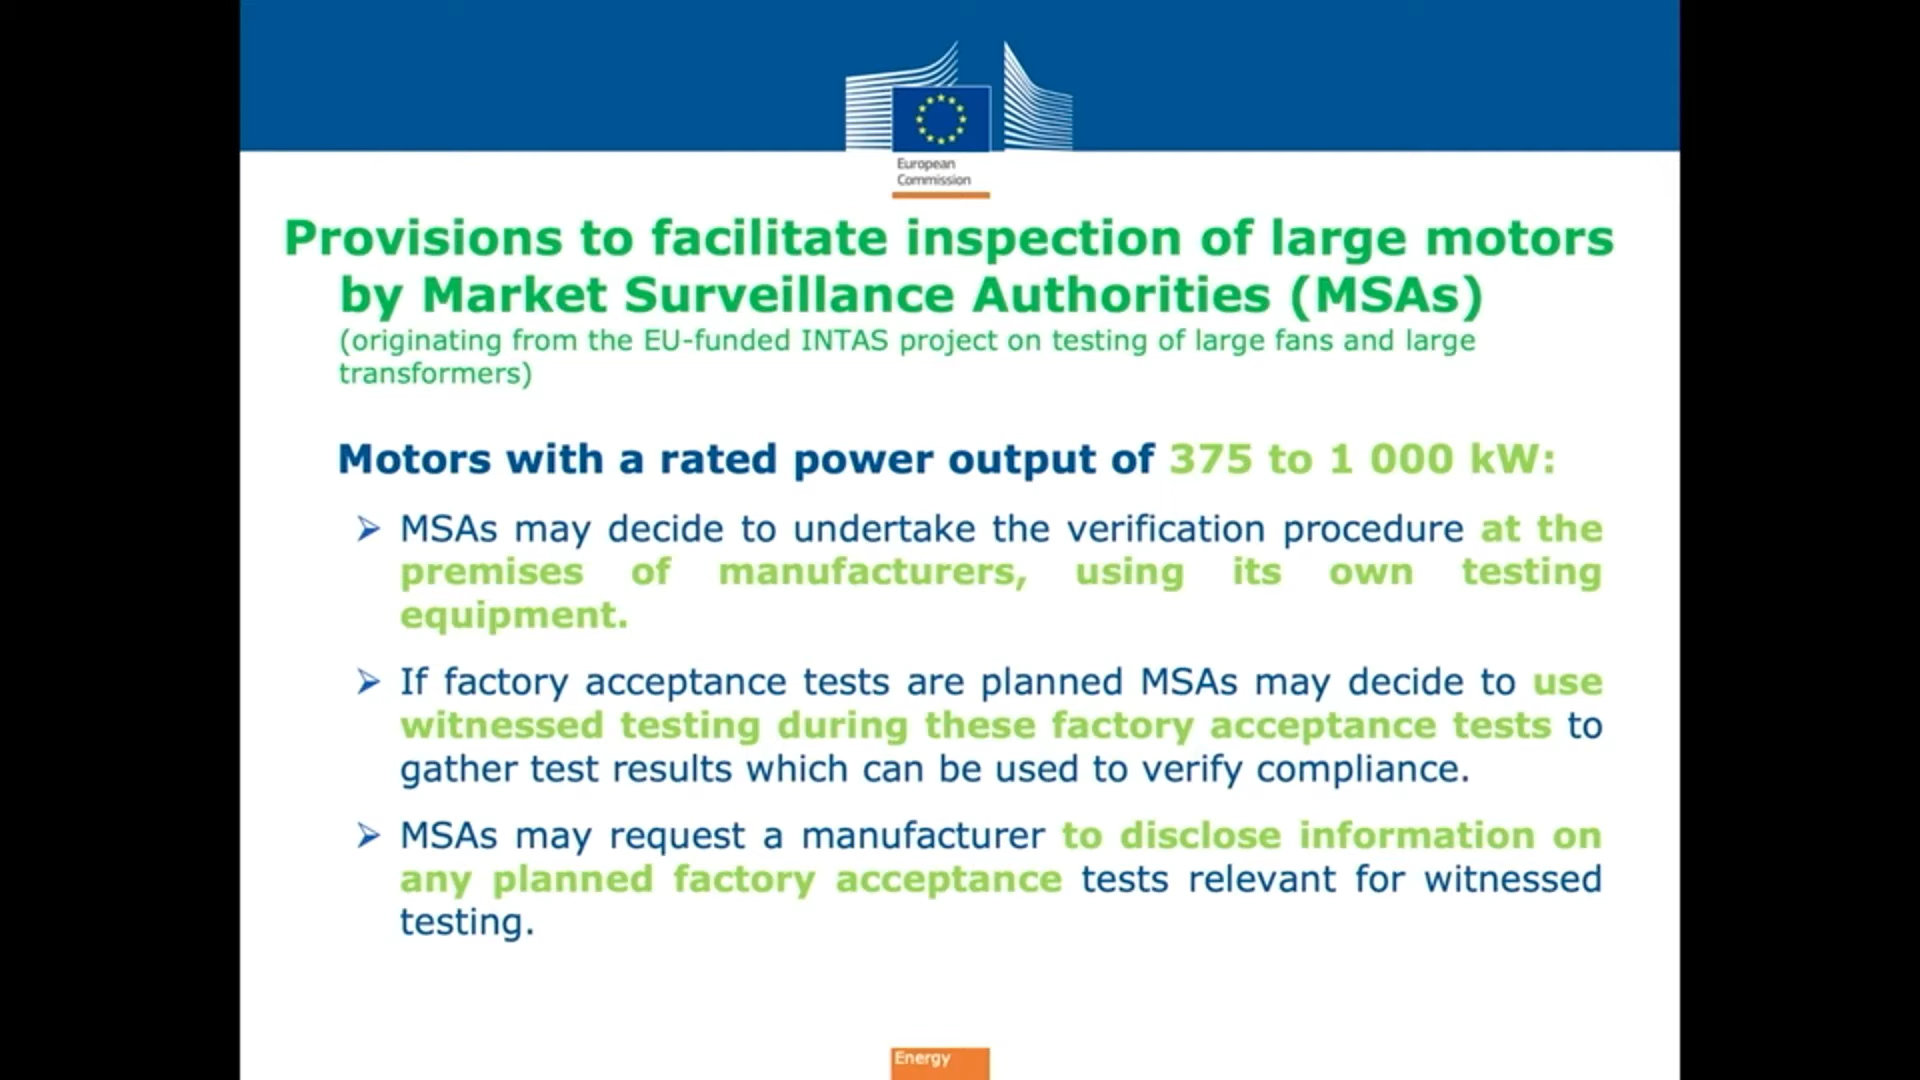 European
Commission
Provisions to facilitate inspection of large motors
by Market Surveillance Authorities (MSAs)
(originating from the EU-funded INTAS project on testing of large fans and large
transformers)
Motors with a rated power output of 375 to 1 000 kW:
➢ MSAs may decide to undertake the verification procedure at the
premises of manufacturers, using its own testing
equipment.
➢ If factory acceptance tests are planned MSAs may decide to use
witnessed testing during these factory acceptance tests to
gather test results which can be used to verify compliance.
➢ MSAs may request a manufacturer to disclose information on
any planned factory acceptance tests relevant for witnessed
testing.
Energy